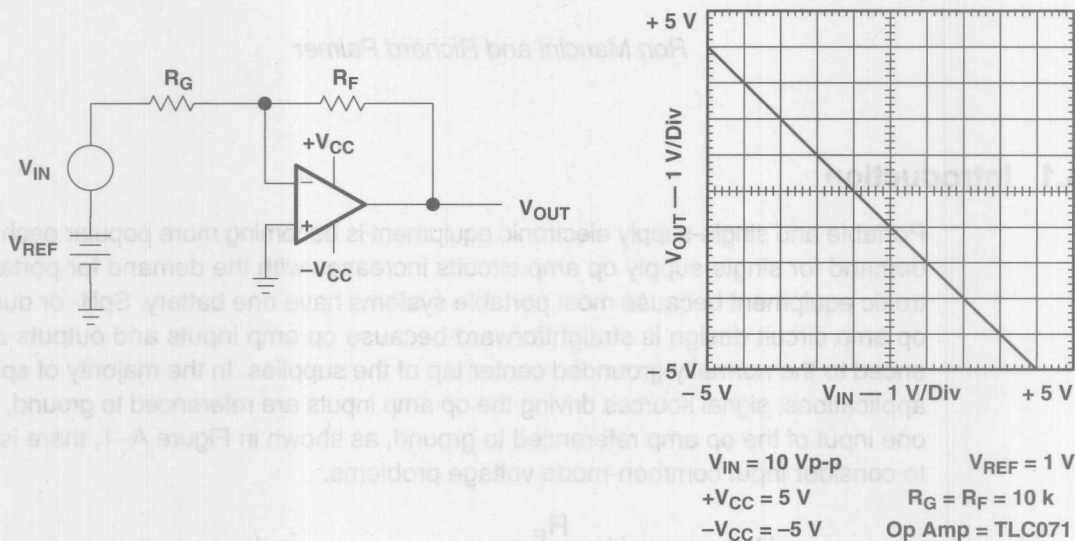 Ron Mancini and Richard Palmer
+ 5 V
R_G
R_F
+V_CC
V_IN
V_OUT
V_REF
−V_CC
−
+
VOUT — 1 V/Div
− 5 V
− 5 V
V_IN — 1 V/Div
+ 5 V
.1 Introduction
Portable and single-supply electronic equipment is becoming more popular each
demand for single-supply op amp circuits increases with the demand for porta
tronic equipment because most portable systems have one battery. Split- or dua
op amp circuit design is straightforward because op amp inputs and outputs a
enced to the normally grounded center tap of the supplies. In the majority of sp
applications, signal sources driving the op amp inputs are referenced to ground,
one input of the op amp referenced to ground, as shown in Figure A–1, there is
to consider input common-mode voltage problems.
V_IN = 10 Vp-p
V_REF = 1 V
+V_CC = 5 V
R_G = R_F = 10 k
−V_CC = −5 V
Op Amp = TLC071
R_F